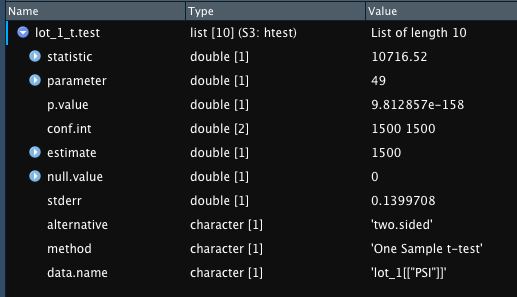 Name Type Value
lot_1_t.test list [10] (S3: htest) List of length 10
statistic double [1] 10716.52
parameter double [1] 49
p.value double [1] 9.812857e-158
conf.int double [2] 1500 1500
estimate double [1] 1500
null.value double [1] 0
stderr double [1] 0.1399708
alternative character [1] 'two.sided'
method character [1] 'One Sample t-test'
data.name character [1] 'lot_1[["PSI"]]'